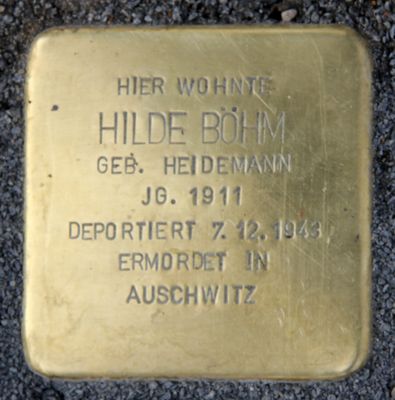 HIER WOHNTE
HILDE BÖHM
GEB. HEIDEMANN
JG. 1911
DEPORTIERT 7.12.1943
ERMORDET IN
AUSCHWITZ